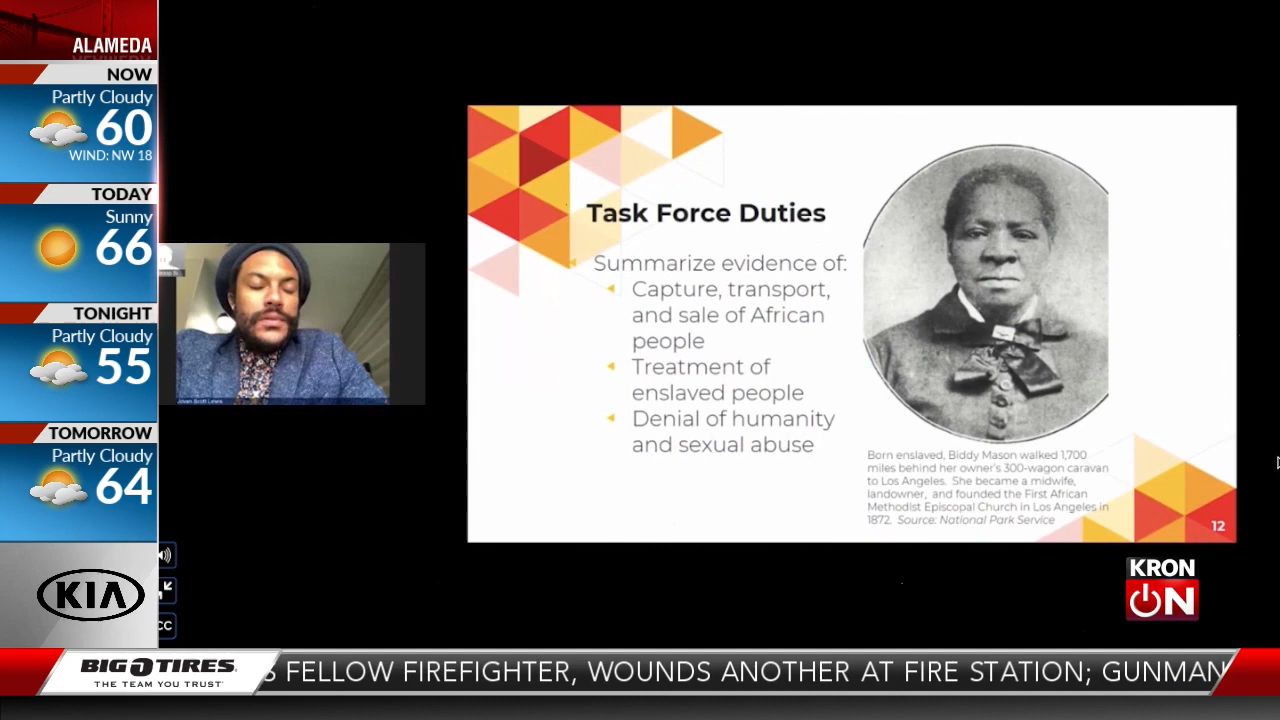 ALAMEDA
NOW
Partly Cloudy
60
WIND: NW 18
TODAY
Sunny
66
TONIGHT
Partly Cloudy
55
TOMORROW
Partly Cloudy
64
KIA
Jovan Scott Lewis
CC
Task Force Duties
Summarize evidence of:
Capture, transport,
and sale of African
people
Treatment of
enslaved people
Denial of humanity
and sexual abuse
Born enslaved, Biddy Mason walked 1,700
miles behind her owner's 300-wagon caravan
to Los Angeles. She became a midwife,
landowner, and founded the First African
Methodist Episcopal Church in Los Angeles in
1872. Source: National Park Service
12
KRON
ON
BIG O TIRES
THE TEAM YOU TRUST
S FELLOW FIREFIGHTER, WOUNDS ANOTHER AT FIRE STATION; GUNMAN